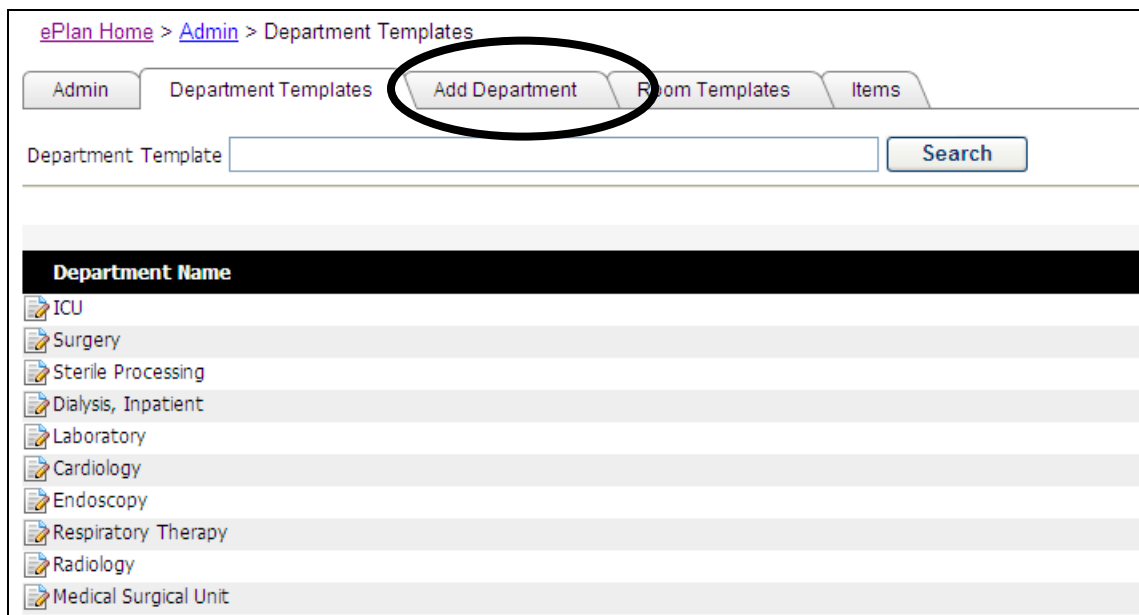 ePlan Home > Admin > Department Templates
Admin Department Templates Add Department Room Templates Items
Department Template Search
Department Name
ICU
Surgery
Sterile Processing
Dialysis, Inpatient
Laboratory
Cardiology
Endoscopy
Respiratory Therapy
Radiology
Medical Surgical Unit